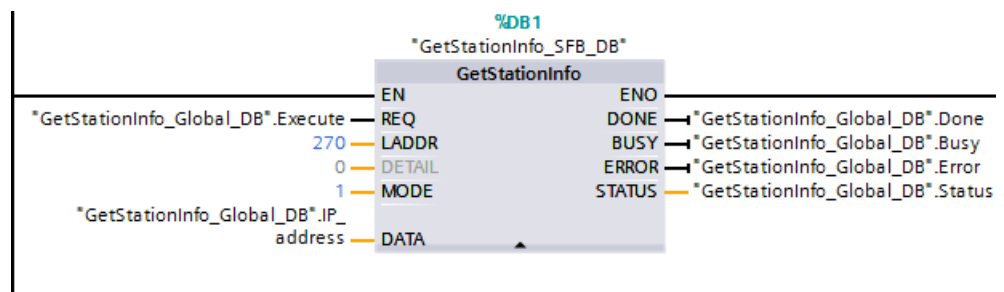 %DB1
"GetStationInfo_SFB_DB"
GetStationInfo
EN ENO
"GetStationInfo_Global_DB".Execute REQ DONE "GetStationInfo_Global_DB".Done
270 LADDR BUSY "GetStationInfo_Global_DB".Busy
0 DETAIL ERROR "GetStationInfo_Global_DB".Error
1 MODE STATUS "GetStationInfo_Global_DB".Status
"GetStationInfo_Global_DB".IP_
address DATA